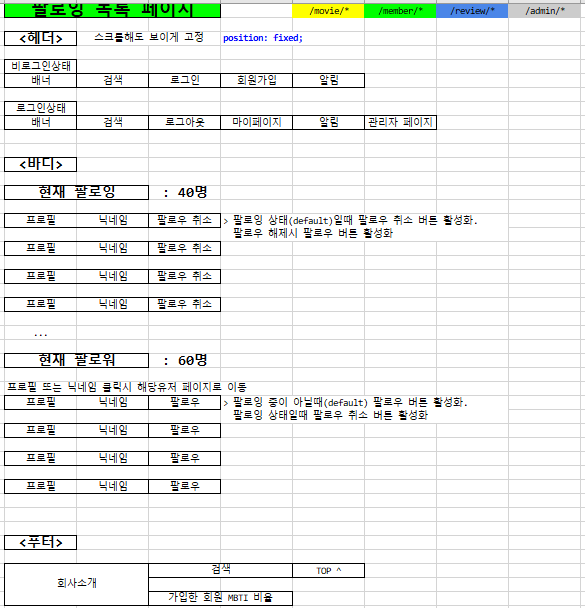 팔로잉 목록 페이지 /movie/* /member/* /review/* /admin/*
<헤더> 스크롤해도 보이게 고정 position: fixed;
비로그인상태
배너 검색 로그인 회원가입 알림
로그인상태
배너 검색 로그아웃 마이페이지 알림 관리자 페이지
<바디>
현재 팔로잉 : 40명
프로필 닉네임 팔로우 취소 > 팔로잉 상태(default)일때 팔로우 취소 버튼 활성화.
팔로우 해제시 팔로우 버튼 활성화
프로필 닉네임 팔로우 취소
프로필 닉네임 팔로우 취소
프로필 닉네임 팔로우 취소
...
현재 팔로워 : 60명
프로필 또는 닉네임 클릭시 해당유저 페이지로 이동
프로필 닉네임 팔로우 > 팔로잉 중이 아닐때(default) 팔로우 버튼 활성화.
팔로잉 상태일때 팔로우 취소 버튼 활성화
프로필 닉네임 팔로우
프로필 닉네임 팔로우
프로필 닉네임 팔로우
<푸터>
회사소개 검색 TOP ^
가입한 회원 MBTI 비율